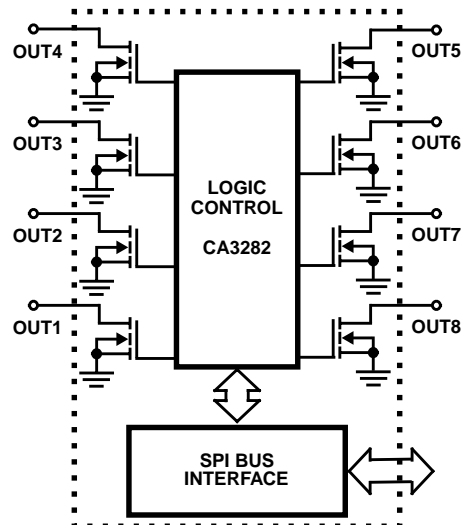 OUT4
OUT5
OUT3
OUT6
LOGIC
CONTROL
CA3282
OUT2
OUT7
OUT1
OUT8
SPI BUS
INTERFACE